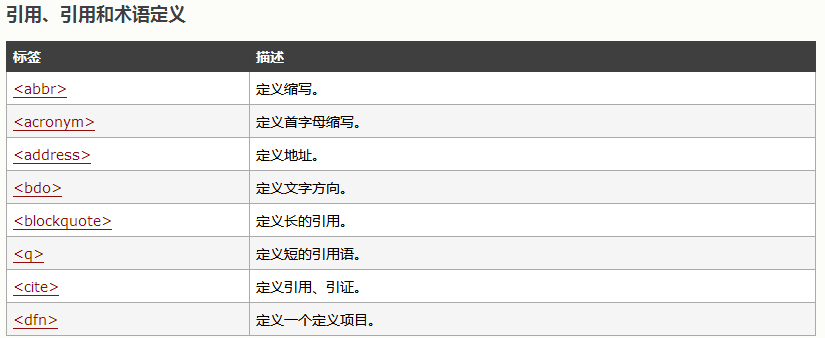 引用、引用和术语定义
标签 描述
<abbr> 定义缩写。
<acronym> 定义首字母缩写。
<address> 定义地址。
<bdo> 定义文字方向。
<blockquote> 定义长的引用。
<q> 定义短的引用语。
<cite> 定义引用、引证。
<dfn> 定义一个定义项目。